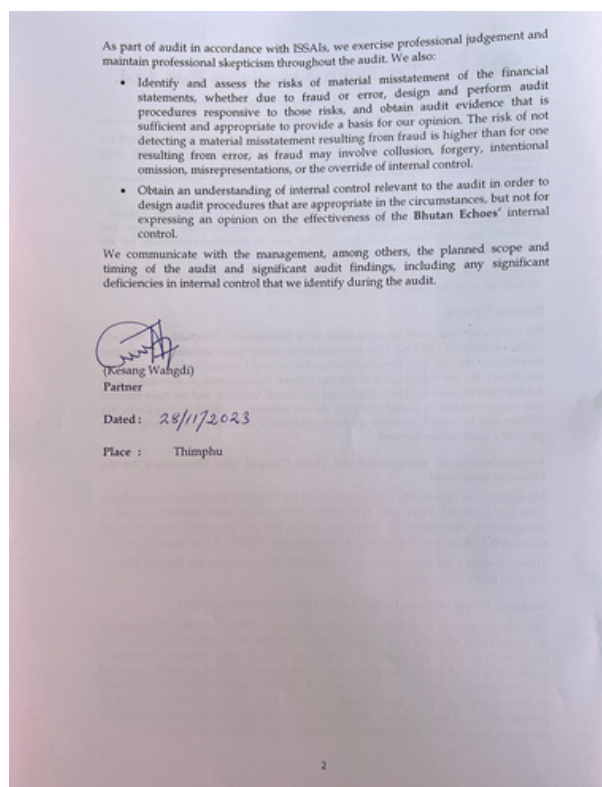 As part of audit in accordance with ISSAIs, we exercise professional judgement and
maintain professional skepticism throughout the audit. We also:
• Identify and assess the risks of material misstatement of the financial
statements, whether due to fraud or error, design and perform audit
procedures responsive to those risks, and obtain audit evidence that is
sufficient and appropriate to provide a basis for our opinion. The risk of not
detecting a material misstatement resulting from fraud is higher than for one
resulting from error, as fraud may involve collusion, forgery, intentional
omission, misrepresentations, or the override of internal control.
• Obtain an understanding of internal control relevant to the audit in order to
design audit procedures that are appropriate in the circumstances, but not for
expressing an opinion on the effectiveness of the Bhutan Echoes' internal
control.
We communicate with the management, among others, the planned scope and
timing of the audit and significant audit findings, including any significant
deficiencies in internal control that we identify during the audit.
(Kesang Wangdi)
Partner
Dated : 28/11/2023
Place : Thimphu
2